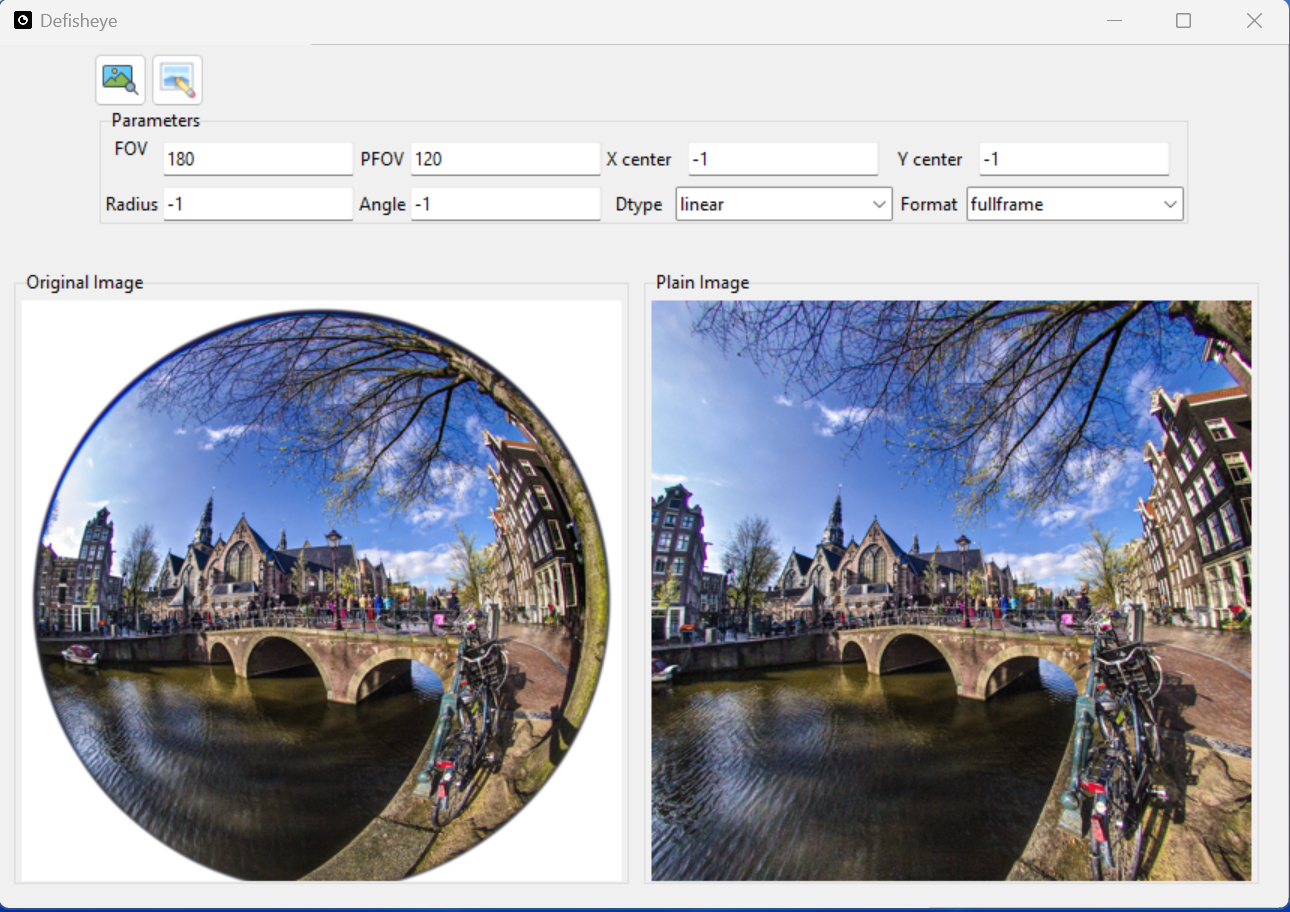 Defisheye
Parameters
FOV 180 PFOV 120 X center -1 Y center -1
Radius -1 Angle -1 Dtype linear Format fullframe
Original Image Plain Image